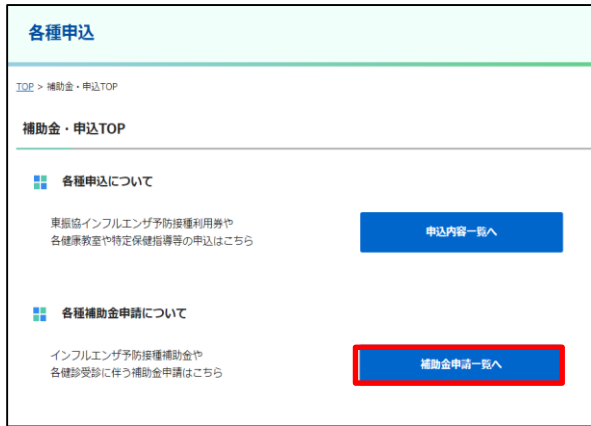 各種申込
TOP > 補助金・申込TOP
補助金・申込TOP
各種申込について
東振協インフルエンザ予防接種利用券や
各健康教室や特定保健指導等の申込はこちら
申込内容一覧へ
各種補助金申請について
インフルエンザ予防接種補助金や
各健診受診に伴う補助金申請はこちら
補助金申請一覧へ